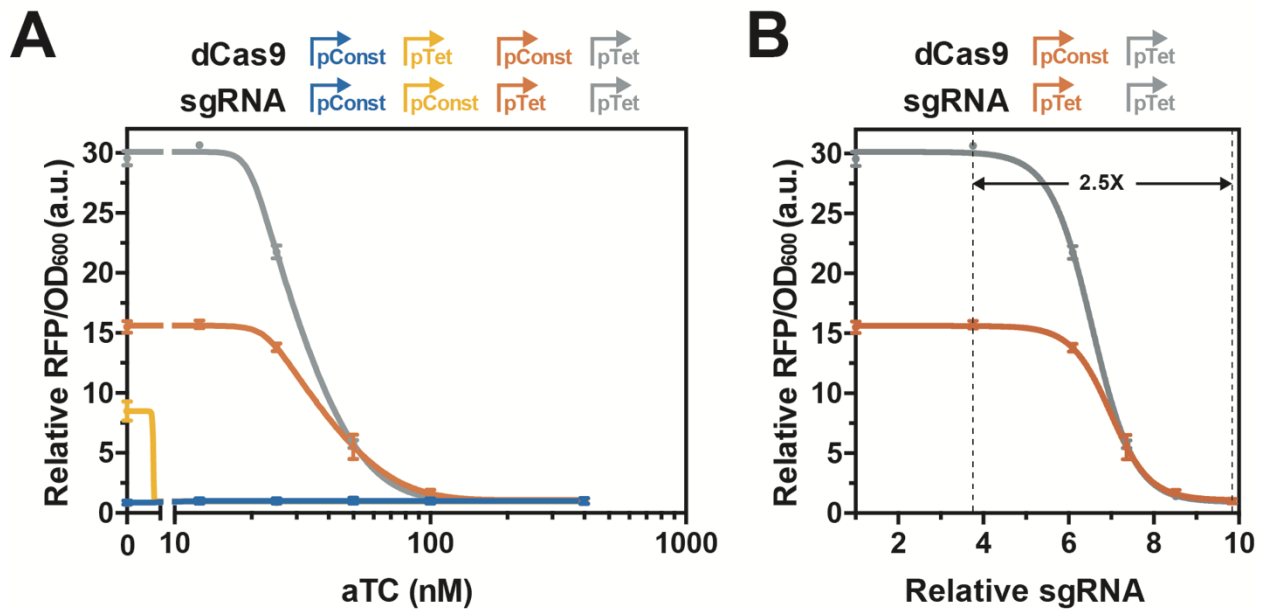 A
dCas9 pConst pTet pConst pTet
sgRNA pConst pConst pTet pTet
Relative RFP/OD600 (a.u.)
30
25
20
15
10
5
0
0 10 100 1000
aTC (nM)
B
dCas9 pConst pTet
sgRNA pTet pTet
Relative RFP/OD600 (a.u.)
30
25
20
15
10
5
0
2.5X
2 4 6 8 10
Relative sgRNA